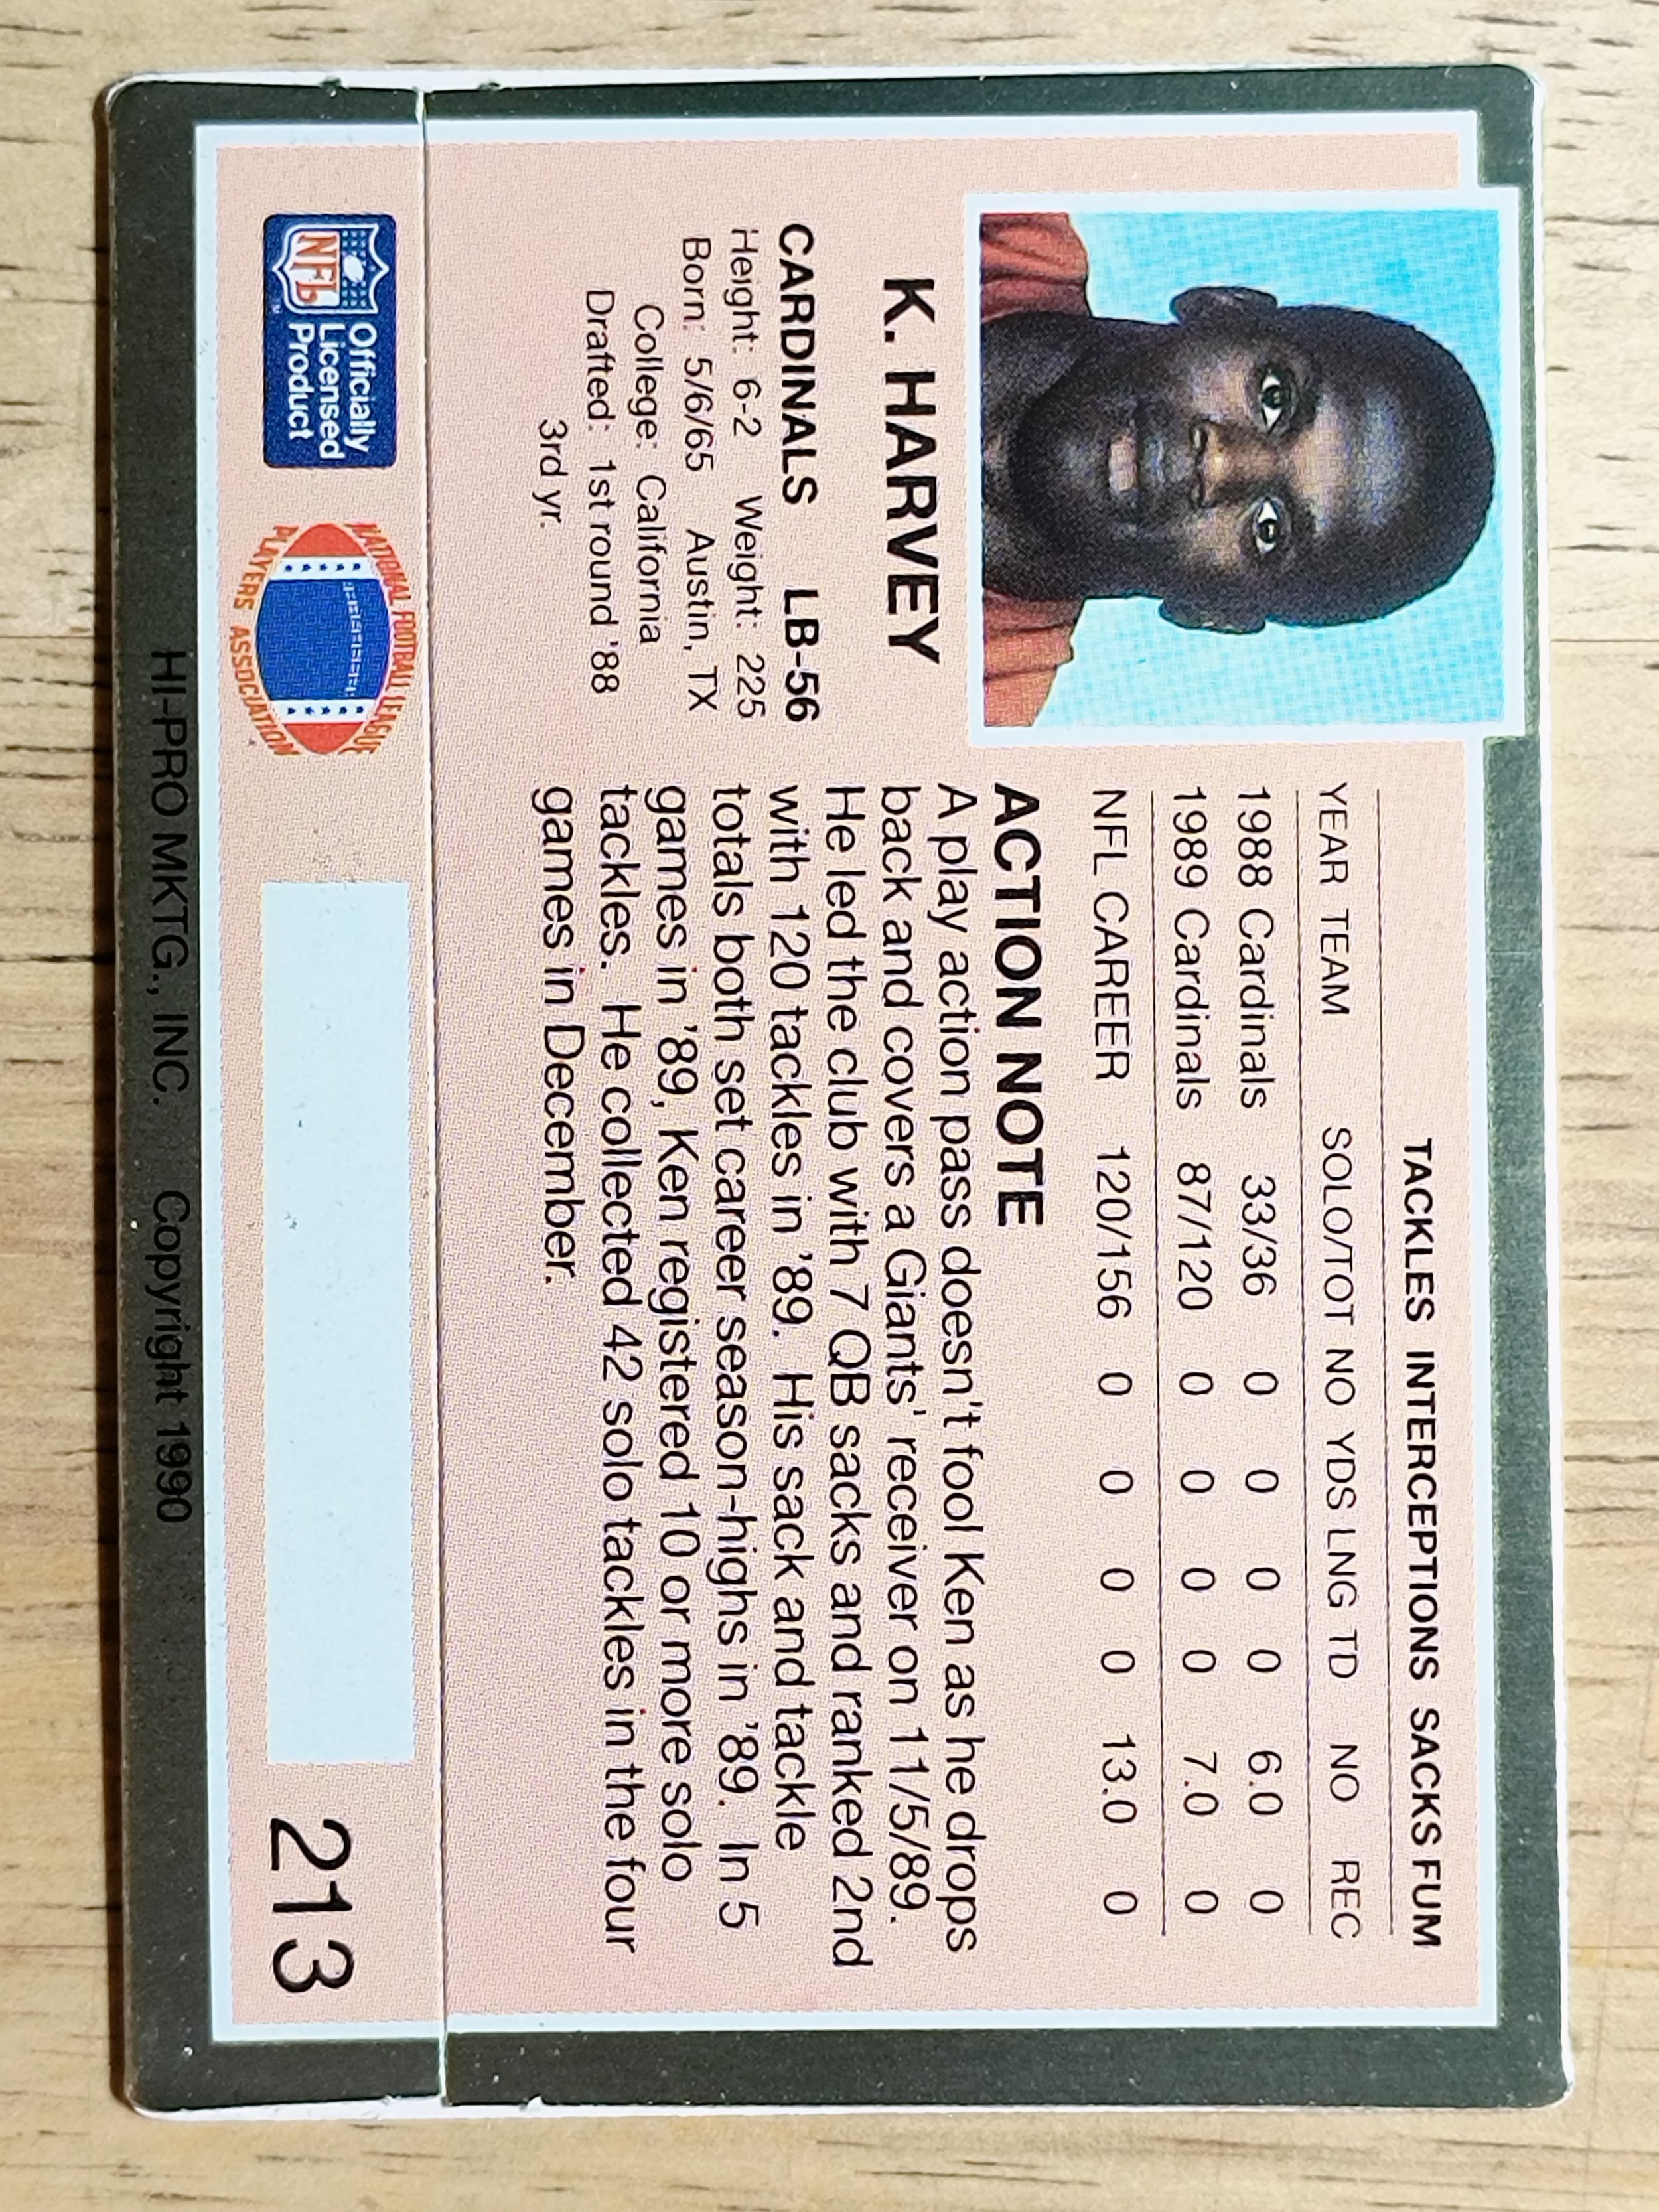 K. HARVEY
CARDINALS LB-56
Height: 6-2 Weight: 225
Born: 5/6/65 Austin, TX
College: California
Drafted: 1st round '88
3rd yr.
TACKLES INTERCEPTIONS SACKS FUM
YEAR TEAM SOLO/TOT NO YDS LNG TD NO REC
1988 Cardinals 33/36 0 0 0 0 6.0 0
1989 Cardinals 87/120 0 0 0 0 7.0 0
NFL CAREER 120/156 0 0 0 0 13.0 0
ACTION NOTE
A play action pass doesn't fool Ken as he drops
back and covers a Giants' receiver on 11/5/89.
He led the club with 7 QB sacks and ranked 2nd
with 120 tackles in '89. His sack and tackle
totals both set career season-highs in '89. In 5
games in '89, Ken registered 10 or more solo
tackles. He collected 42 solo tackles in the four
games in December.
NFL
Officially
Licensed
Product
NATIONAL FOOTBALL LEAGUE
PLAYERS ASSOCIATION
213
HI-PRO MKTG., INC. Copyright 1990